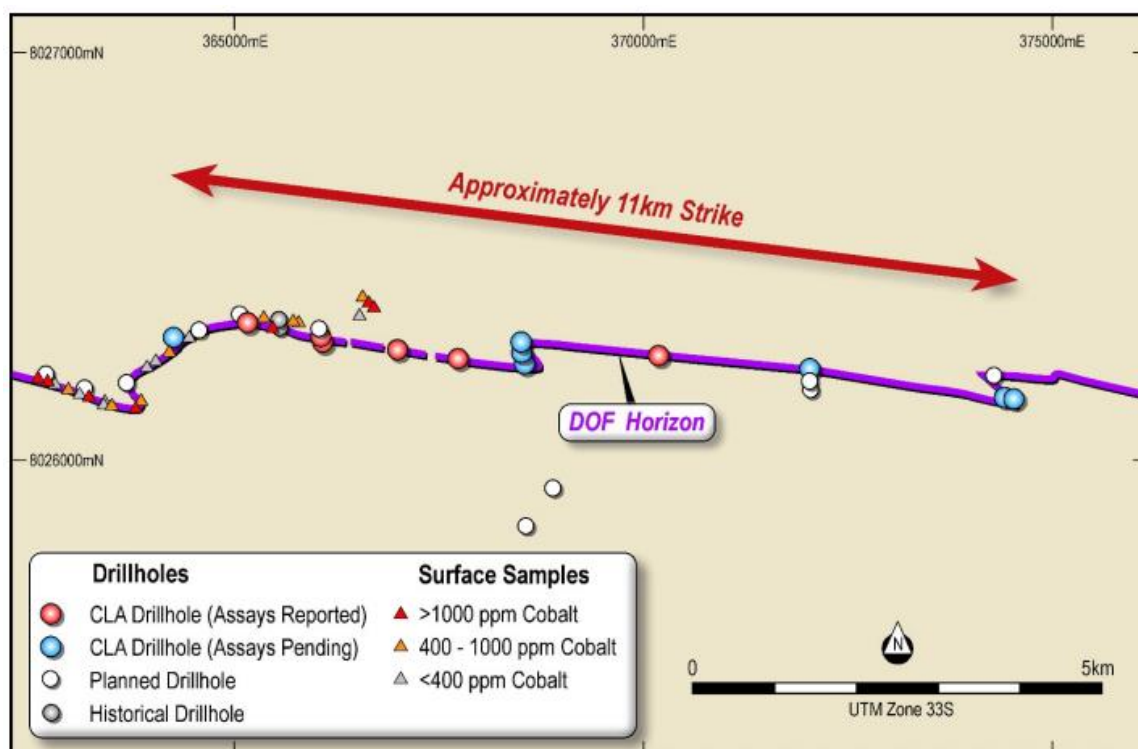 365000mE
370000mE
375000mE
8027000mN
Approximately 11km Strike
DOF Horizon
8026000mN
Drillholes
CLA Drillhole (Assays Reported)
CLA Drillhole (Assays Pending)
Planned Drillhole
Historical Drillhole
Surface Samples
>1000 ppm Cobalt
400 - 1000 ppm Cobalt
<400 ppm Cobalt
N
0
5km
UTM Zone 33S